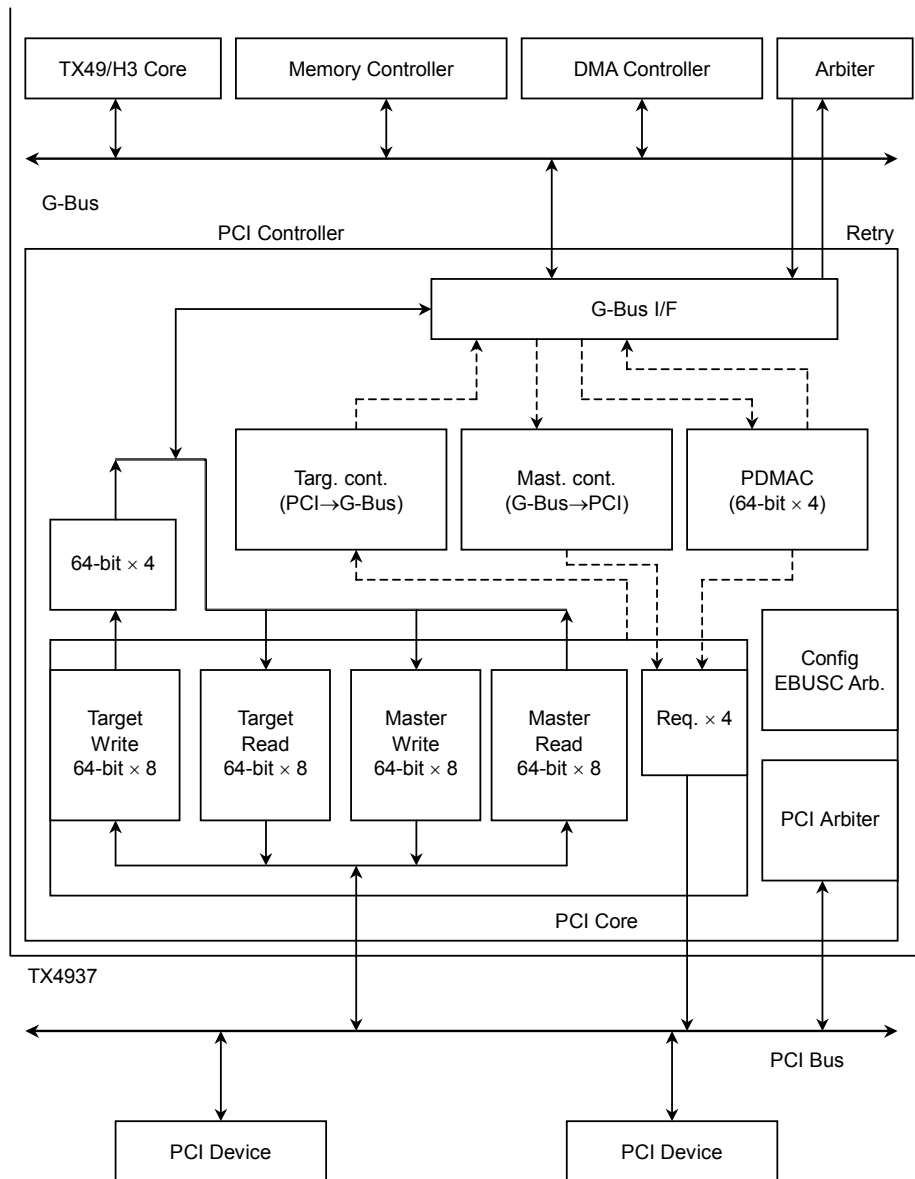 TX49/H3 Core
Memory Controller
DMA Controller
Arbiter
G-Bus
PCI Controller
Retry
G-Bus I/F
Targ. cont.
(PCI→G-Bus)
Mast. cont.
(G-Bus→PCI)
PDMAC
(64-bit × 4)
64-bit × 4
Config
EBUSC Arb.
Target
Write
64-bit × 8
Target
Read
64-bit × 8
Master
Write
64-bit × 8
Master
Read
64-bit × 8
Req. × 4
PCI Arbiter
PCI Core
TX4937
PCI Bus
PCI Device
PCI Device